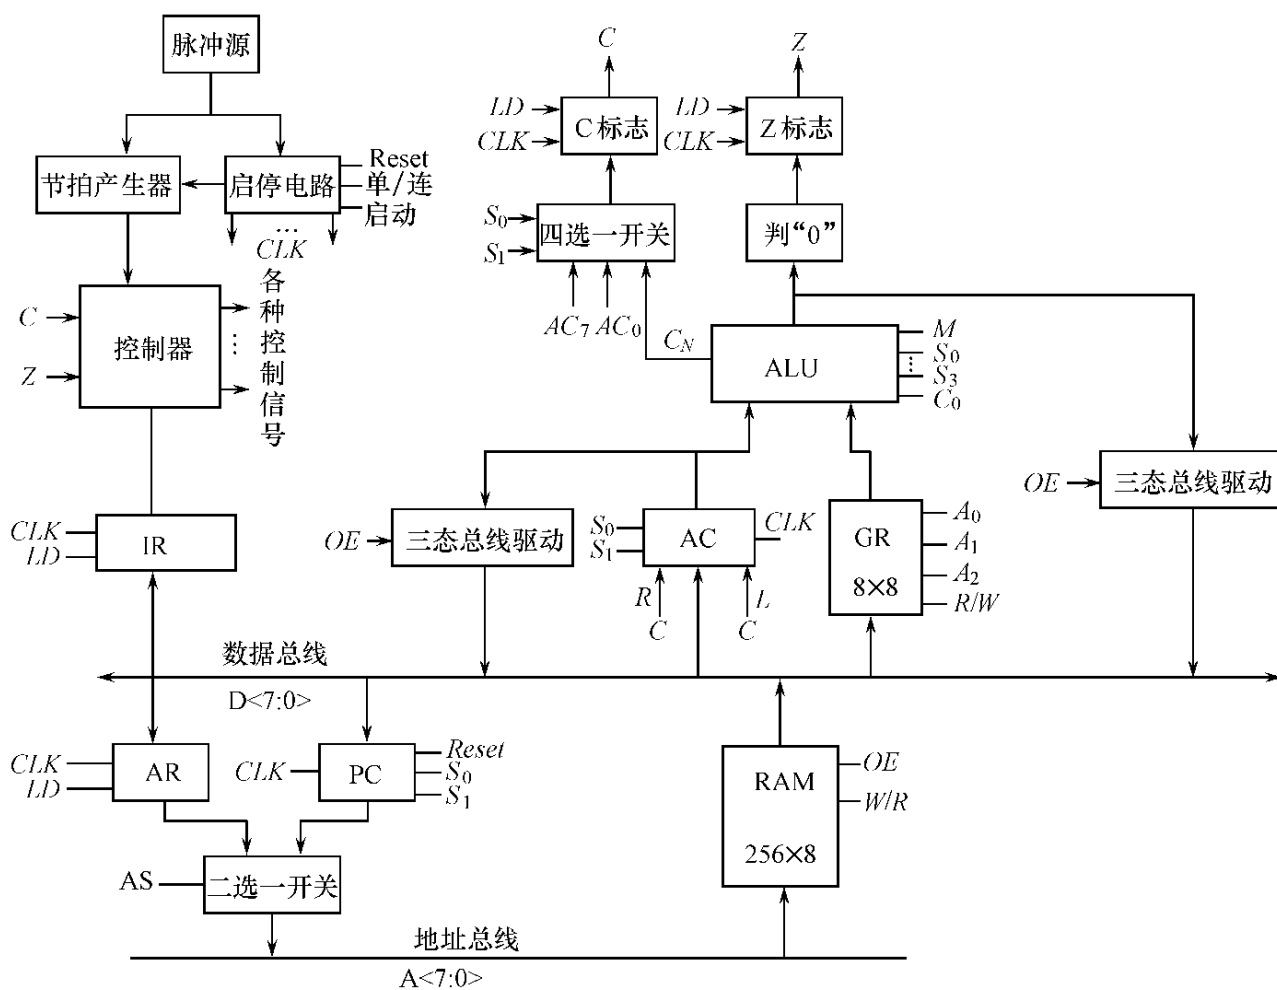 脉冲源
C
Z
LD
CLK
C标志
LD
CLK
Z标志
节拍产生器
启停电路
Reset
单/连
启动
…
CLK
各种控制信号
S0
S1
四选一开关
判“0”
C
Z
控制器
⋮
AC7
AC0
CN
ALU
M
S0
⋮
S3
C0
CLK
LD
IR
OE
三态总线驱动
S0
S1
AC
CLK
R
C
L
C
GR
8×8
A0
A1
A2
R/W
OE
三态总线驱动
数据总线
D<7:0>
CLK
LD
AR
CLK
PC
Reset
S0
S1
RAM
256×8
OE
W/R
AS
二选一开关
地址总线
A<7:0>